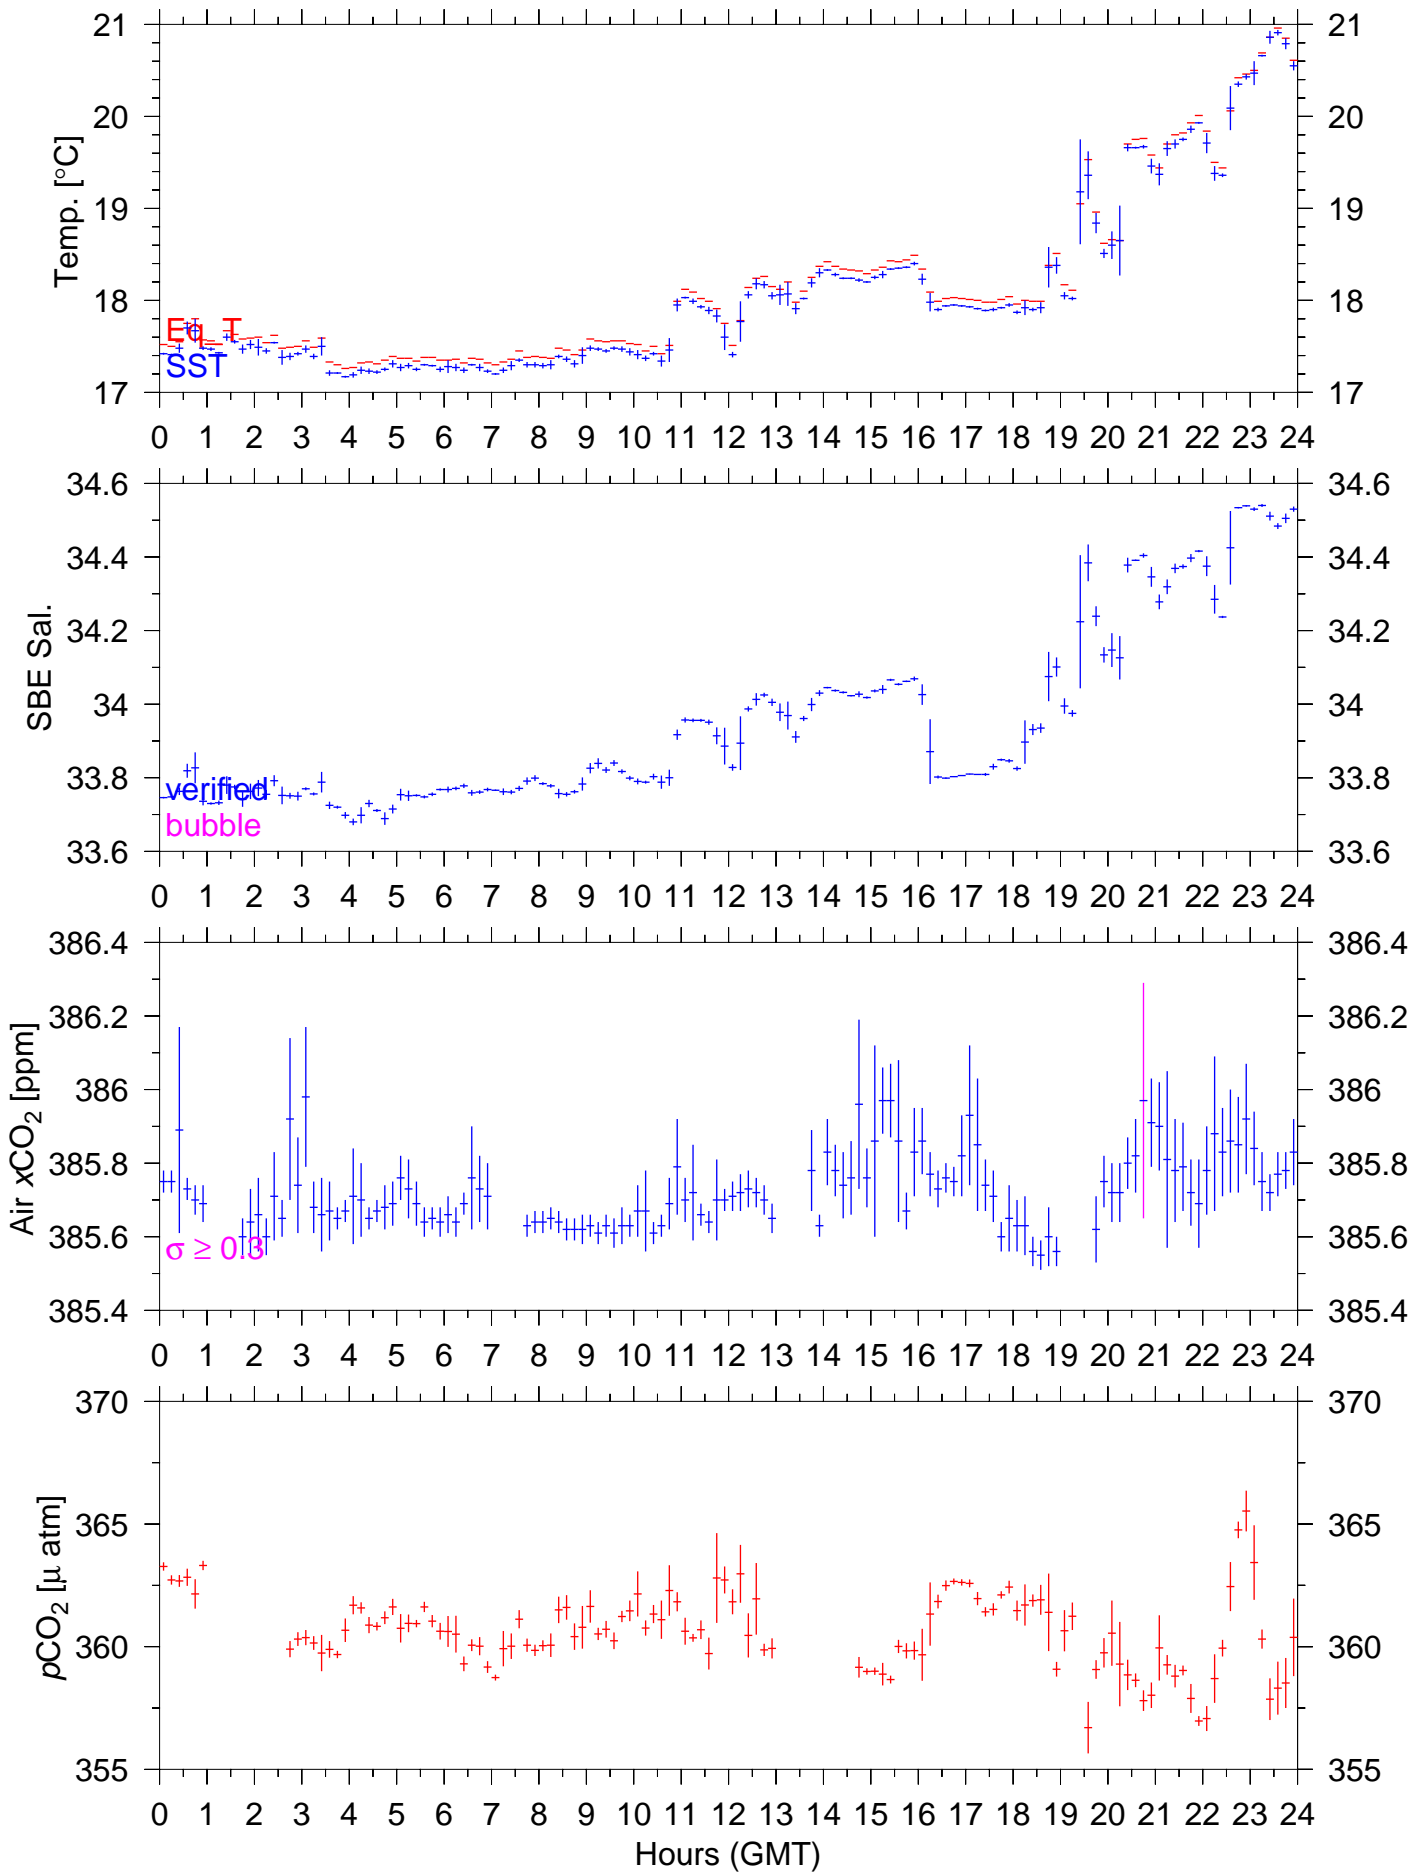 21 21
20 20
19 19
18 18
17 17
Temp. [°C]
Eq_T
SST
0 1 2 3 4 5 6 7 8 9 10 11 12 13 14 15 16 17 18 19 20 21 22 23 24
34.6 34.6
34.4 34.4
34.2 34.2
34 34
33.8 33.8
33.6 33.6
SBE Sal.
verified
bubble
0 1 2 3 4 5 6 7 8 9 10 11 12 13 14 15 16 17 18 19 20 21 22 23 24
386.4 386.4
386.2 386.2
386 386
385.8 385.8
385.6 385.6
385.4 385.4
Air xCO₂ [ppm]
σ ≥ 0.3
0 1 2 3 4 5 6 7 8 9 10 11 12 13 14 15 16 17 18 19 20 21 22 23 24
370 370
365 365
360 360
355 355
pCO₂ [μ atm]
0 1 2 3 4 5 6 7 8 9 10 11 12 13 14 15 16 17 18 19 20 21 22 23 24
Hours (GMT)